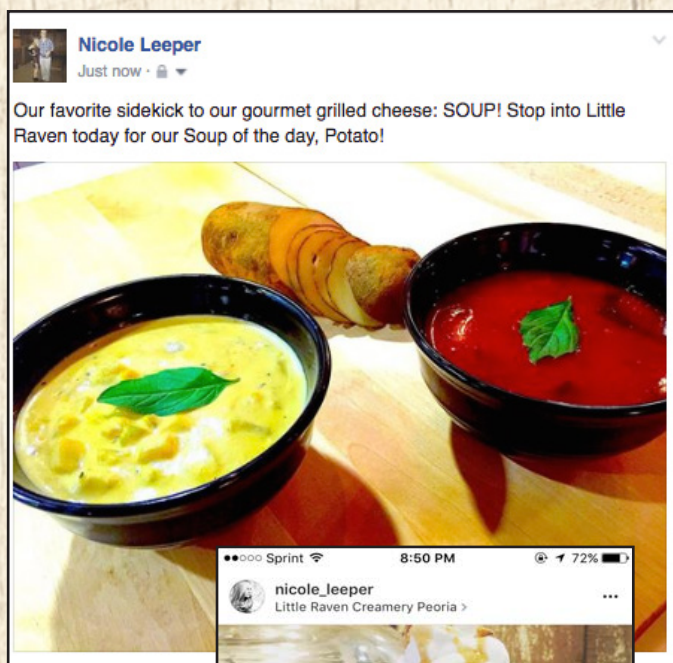 Nicole Leeper
Just now ·
Our favorite sidekick to our gourmet grilled cheese: SOUP! Stop into Little
Raven today for our Soup of the day, Potato!
Sprint 8:50 PM 72%
nicole_leeper
Little Raven Creamery Peoria >
...